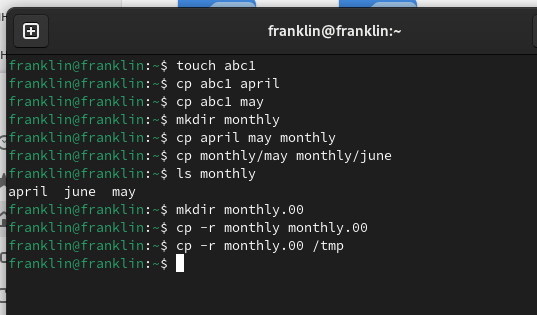 franklin@franklin:~
franklin@franklin:~$ touch abc1
franklin@franklin:~$ cp abc1 april
franklin@franklin:~$ cp abc1 may
franklin@franklin:~$ mkdir monthly
franklin@franklin:~$ cp april may monthly
franklin@franklin:~$ cp monthly/may monthly/june
franklin@franklin:~$ ls monthly
april  june  may
franklin@franklin:~$ mkdir monthly.00
franklin@franklin:~$ cp -r monthly monthly.00
franklin@franklin:~$ cp -r monthly.00 /tmp
franklin@franklin:~$